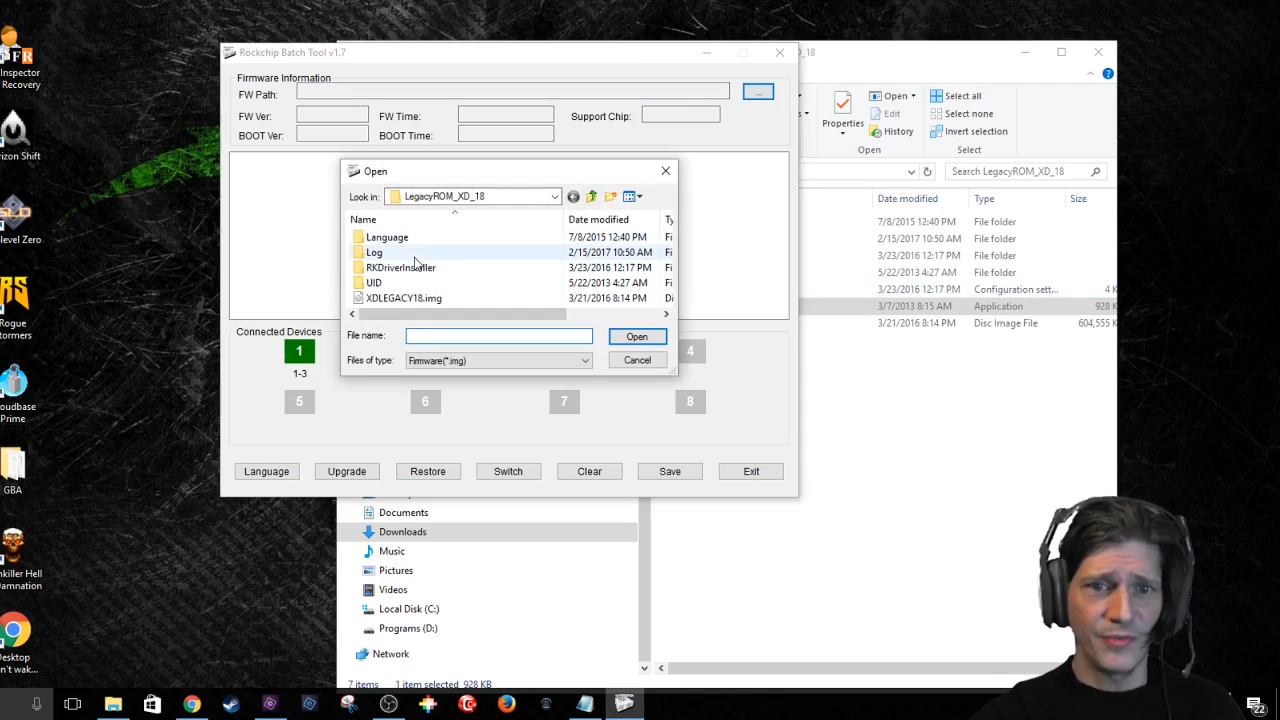 Rockchip Batch Tool v1.7
D_18
Firmware Information
FW Path:
...
FW Ver:
FW Time:
Support Chip:
BOOT Ver:
BOOT Time:
Open
Look in:
LegacyROM_XD_18
Name
Date modified
Ty
Language
7/8/2015 12:40 PM
Fi
Log
2/15/2017 10:50 AM
Fi
RKDriverInstaller
3/23/2016 12:17 PM
Fi
UID
5/22/2013 4:27 AM
Fi
XDLEGACY18.img
3/21/2016 8:14 PM
Di
File name:
Open
Files of type:
Firmware(*.img)
Cancel
Connected Devices
1
4
1-3
5
6
7
8
Language
Upgrade
Restore
Switch
Clear
Save
Exit
Properties
Open
Edit
History
Open
Select all
Select none
Invert selection
Select
Search LegacyROM_XD_18
Date modified
Type
Size
7/8/2015 12:40 PM
File folder
2/15/2017 10:50 AM
File folder
3/23/2016 12:17 PM
File folder
5/22/2013 4:27 AM
File folder
3/23/2016 12:17 PM
Configuration sett...
4 K
3/7/2013 8:15 AM
Application
928 K
3/21/2016 8:14 PM
Disc Image File
604,555 K
Documents
Downloads
Music
Pictures
Videos
Local Disk (C:)
Programs (D:)
Network
7 items
1 item selected 928 KB
FR
Inspector
Recovery
izon Shift
level Zero
Rogue
tormers
loudbase
Prime
GBA
nkiller Hell
Damnation
Desktop
n't wak...
22